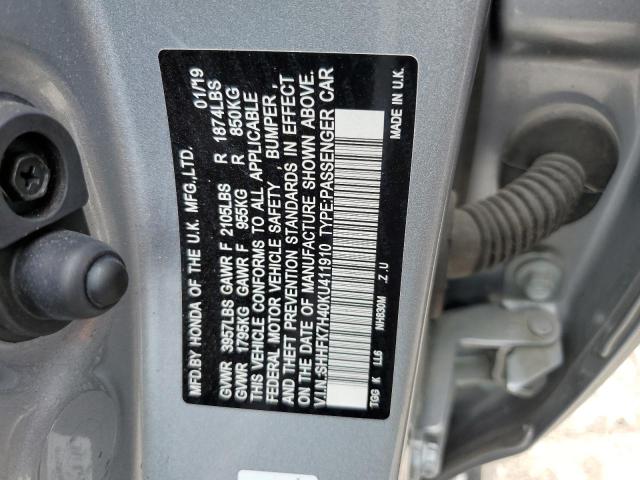 MFD.BY HONDA OF THE U.K. MFG.,LTD. 01/19
GVWR 3957LBS GAWR F 2105LBS R 1874LBS
GVWR 1795KG GAWR F 955KG R 850KG
THIS VEHICLE CONFORMS TO ALL APPLICABLE
FEDERAL MOTOR VEHICLE SAFETY , BUMPER ,
AND THEFT PREVENTION STANDARDS IN EFFECT
ON THE DATE OF MANUFACTURE SHOWN ABOVE.
V.I.N.:SHHFK7H40KU411910 TYPE:PASSENGER CAR
TGG K LL6 NH830M Z.U MADE IN U.K.